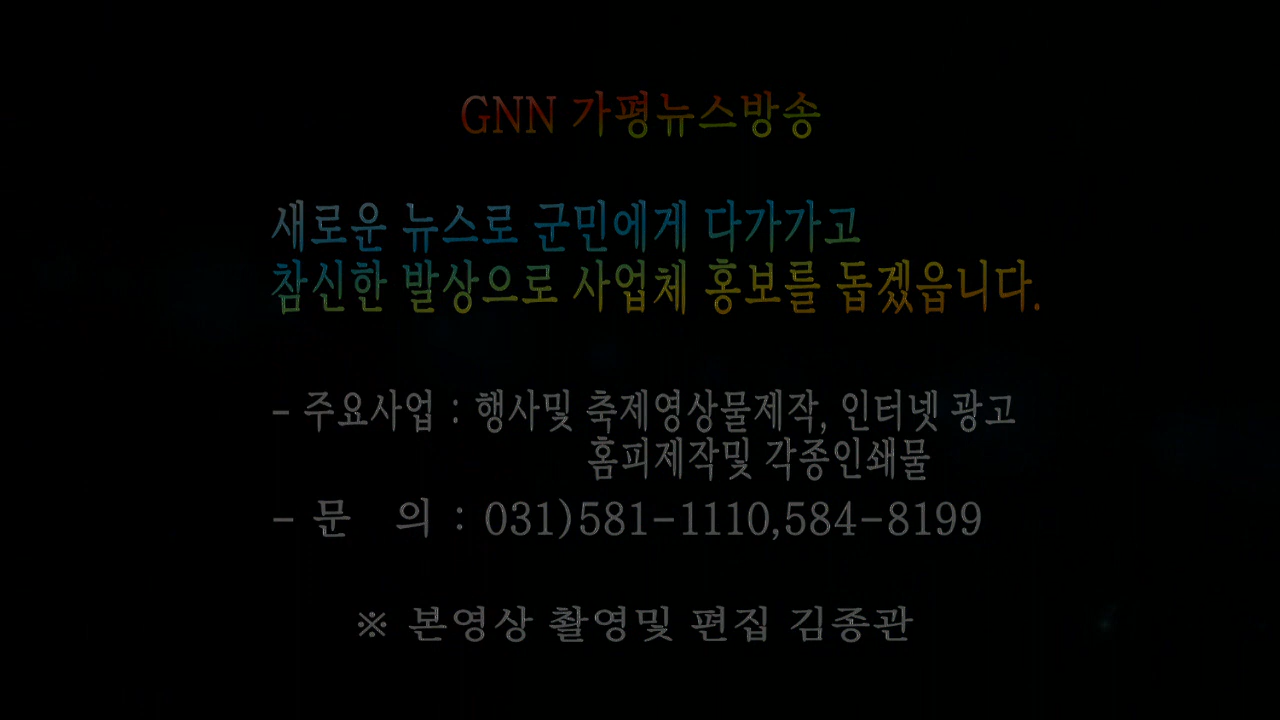 GNN 가평뉴스방송
새로운 뉴스로 군민에게 다가가고
참신한 발상으로 사업체 홍보를 돕겠읍니다.
- 주요사업 : 행사및 축제영상물제작, 인터넷 광고
홈피제작및 각종인쇄물
- 문 의 : 031)581-1110,584-8199
※ 본영상 촬영및 편집 김종관